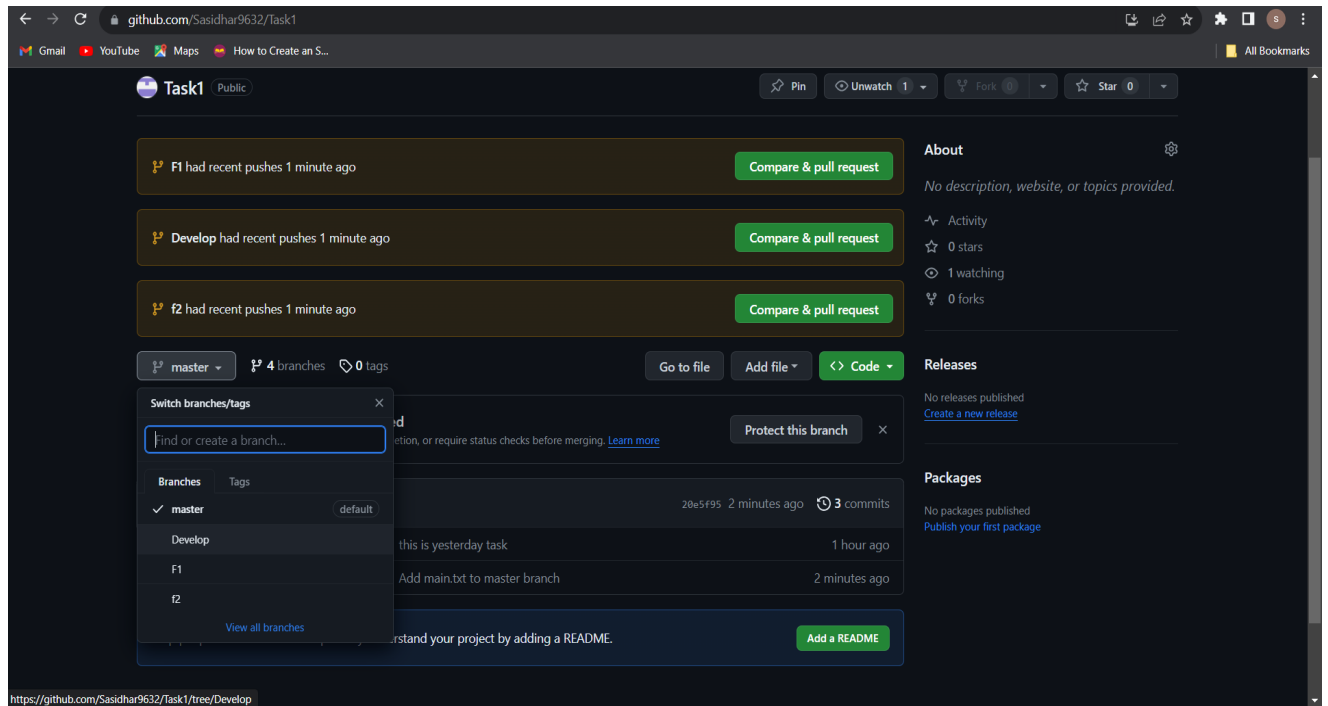 github.com/Sasidhar9632/Task1
Gmail YouTube Maps How to Create an S... All Bookmarks
Task1 Public Pin Unwatch 1 Fork 0 Star 0
F1 had recent pushes 1 minute ago Compare & pull request
Develop had recent pushes 1 minute ago Compare & pull request
f2 had recent pushes 1 minute ago Compare & pull request
master 4 branches 0 tags Go to file Add file <> Code
Switch branches/tags
Find or create a branch...
Branches Tags
master default
Develop
F1
f2
View all branches
ed
etion, or require status checks before merging. Learn more
Protect this branch
20e5f95 2 minutes ago 3 commits
this is yesterday task 1 hour ago
Add main.txt to master branch 2 minutes ago
rstand your project by adding a README. Add a README
About
No description, website, or topics provided.
Activity
0 stars
1 watching
0 forks
Releases
No releases published
Create a new release
Packages
No packages published
Publish your first package
https://github.com/Sasidhar9632/Task1/tree/Develop